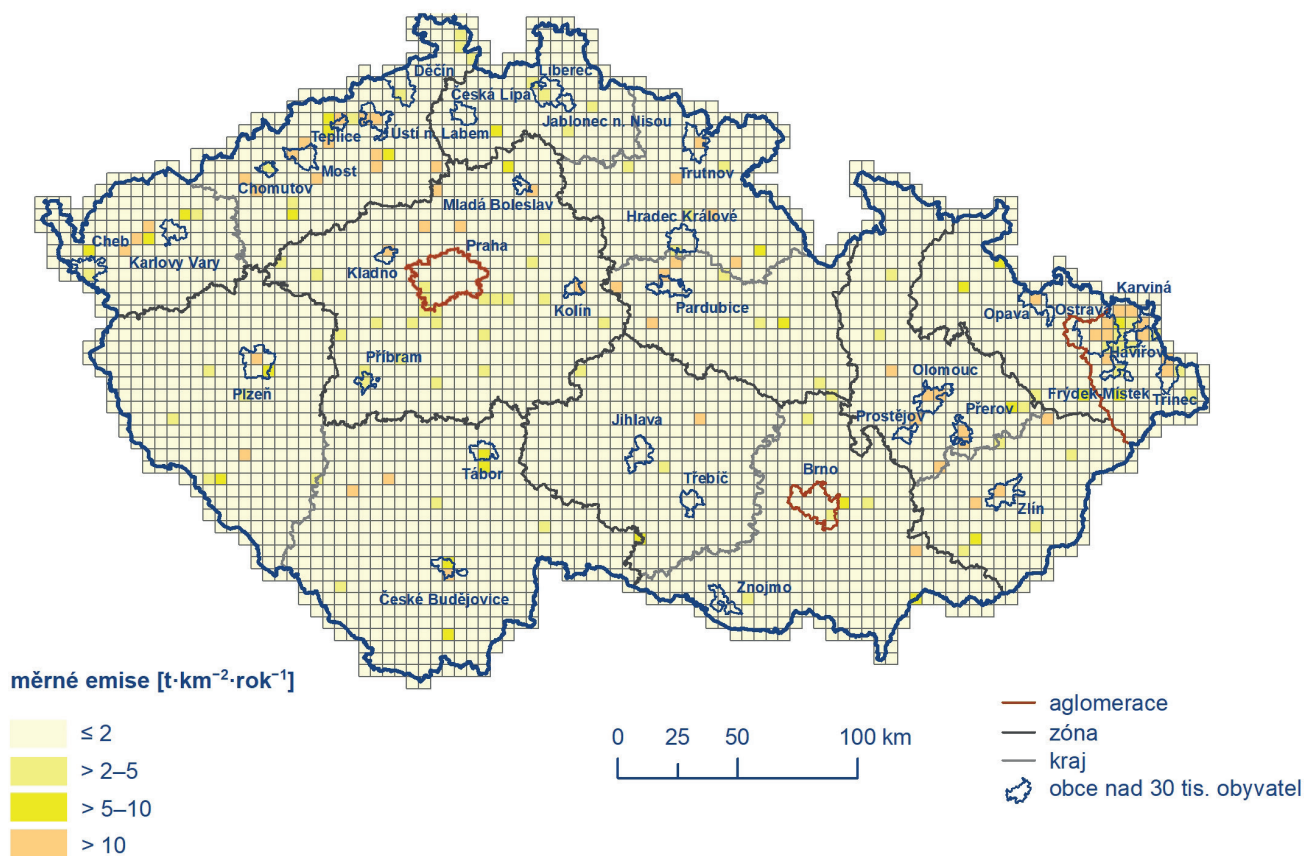 Děčín
Liberec
Česká Lípa
Jablonec n. Nisou
Teplice
Ústí n. Labem
Most
Trutnov
Chomutov
Mladá Boleslav
Hradec Králové
Cheb
Karlovy Vary
Praha
Kladno
Kolín
Pardubice
Karviná
Opava
Ostrava
Havířov
Příbram
Plzeň
Olomouc
Frýdek-Místek
Třinec
Prostějov
Přerov
Jihlava
Tábor
Třebíč
Brno
Zlín
Znojmo
České Budějovice
měrné emise [t·km⁻²·rok⁻¹]
≤ 2
> 2–5
> 5–10
> 10
0 25 50 100 km
aglomerace
zóna
kraj
obce nad 30 tis. obyvatel